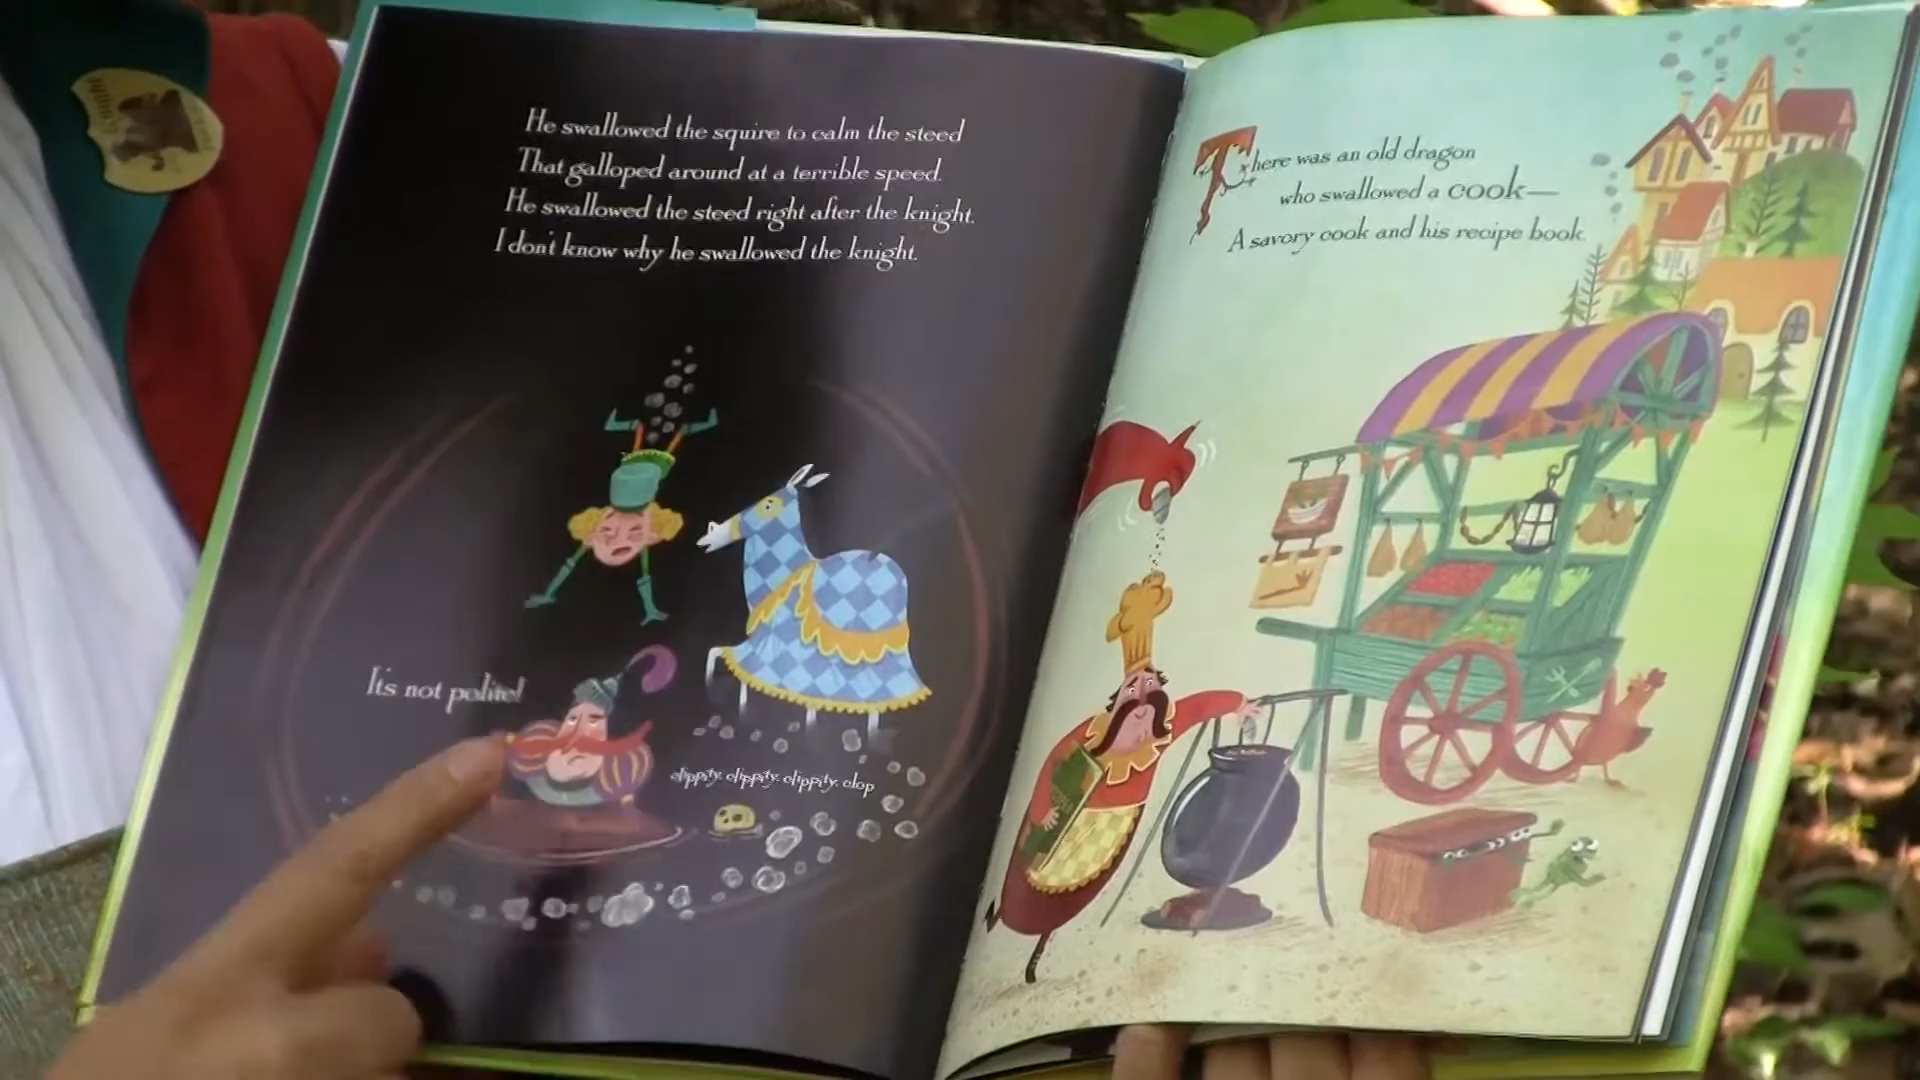 He swallowed the squire to calm the steed
That galloped around at a terrible speed.
He swallowed the steed right after the knight.
I don't know why he swallowed the knight.
It's not polite!
clippity, clippity, clippity, clop
There was an old dragon
who swallowed a cook—
A savory cook and his recipe book.